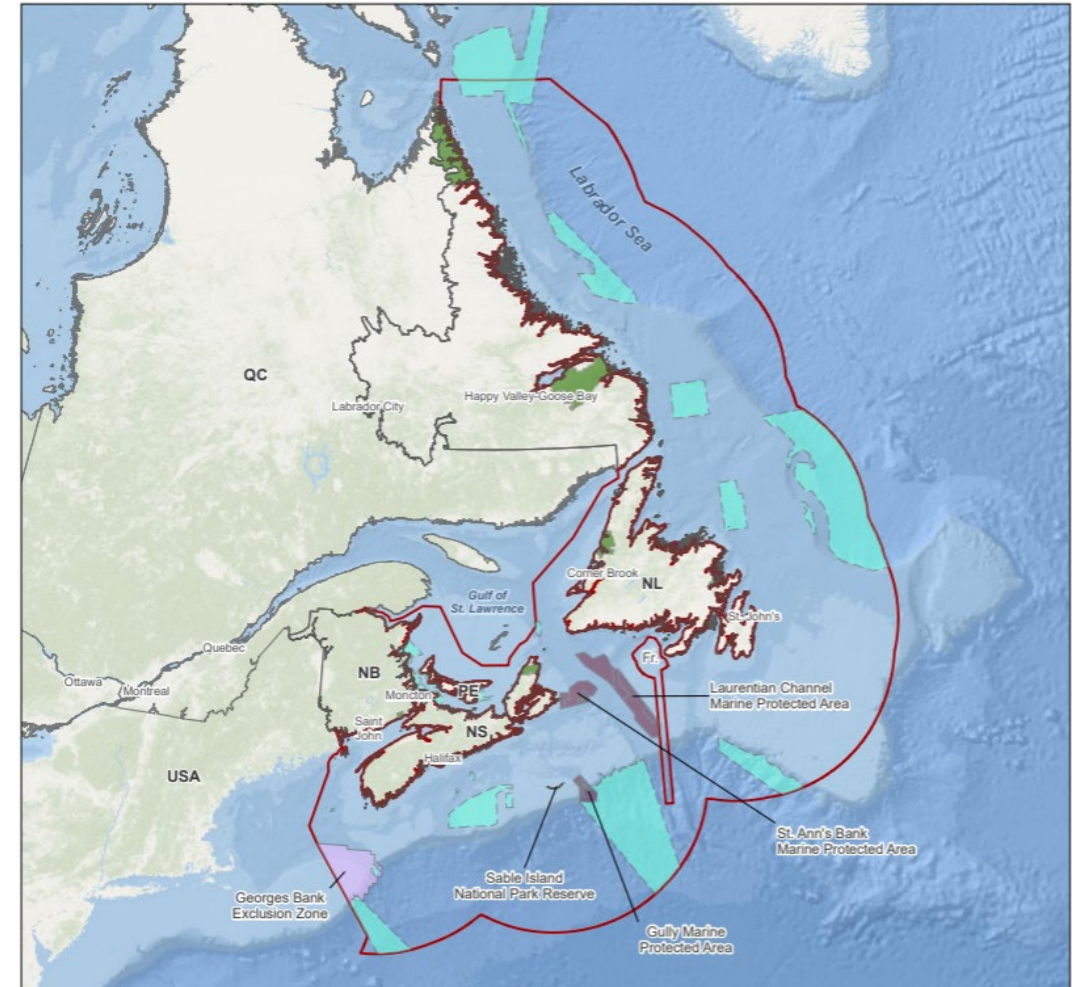 Labrador Sea
QC
Labrador City
Happy Valley-Goose Bay
Corner Brook
NL
Gulf of
St. Lawrence
St. John's
Quebec
Fr.
NB
PE
Ottawa
Montreal
Moncton
Laurentian Channel
Marine Protected Area
Saint
John
NS
Halifax
USA
St. Ann's Bank
Marine Protected Area
Sable Island
National Park Reserve
Georges Bank
Exclusion Zone
Gully Marine
Protected Area